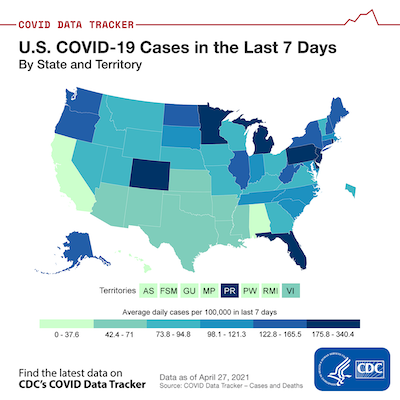 COVID DATA TRACKER
U.S. COVID-19 Cases in the Last 7 Days
By State and Territory
Territories AS FSM GU MP PR PW RMI VI
Average daily cases per 100,000 in last 7 days
0 - 37.6 42.4 - 71 73.8 - 94.8 98.1 - 121.3 122.8 - 165.5 175.8 - 340.4
Find the latest data on
CDC's COVID Data Tracker
Data as of April 27, 2021
Source: COVID Data Tracker – Cases and Deaths
CDC